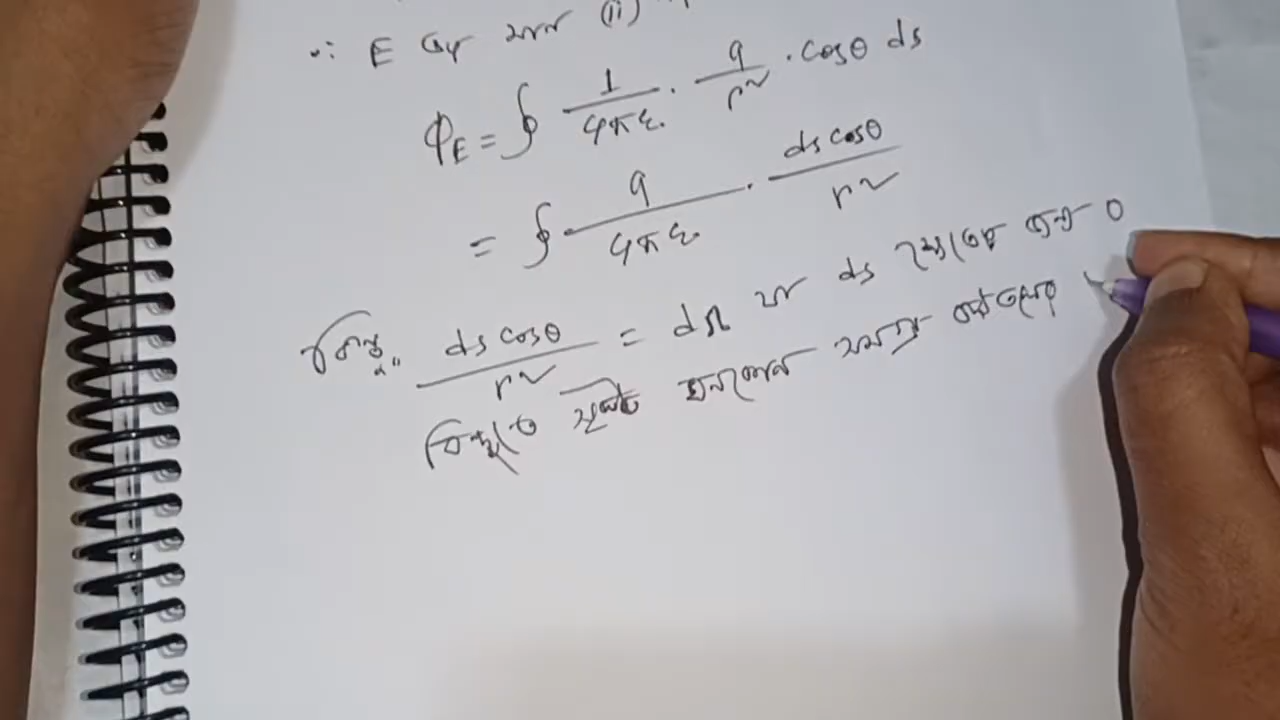 ∴ E এর মান (ii)
ΦE = ∮ 1/4πε₀ · q/r² · cosθ ds
= ∮ q/4πε₀ · ds cosθ/r²
কিন্তু, ds cosθ/r² = dΩ যা ds ক্ষেত্রের জন্য O
বিন্দুতে সৃষ্ট ঘনকোণ সমগ্র